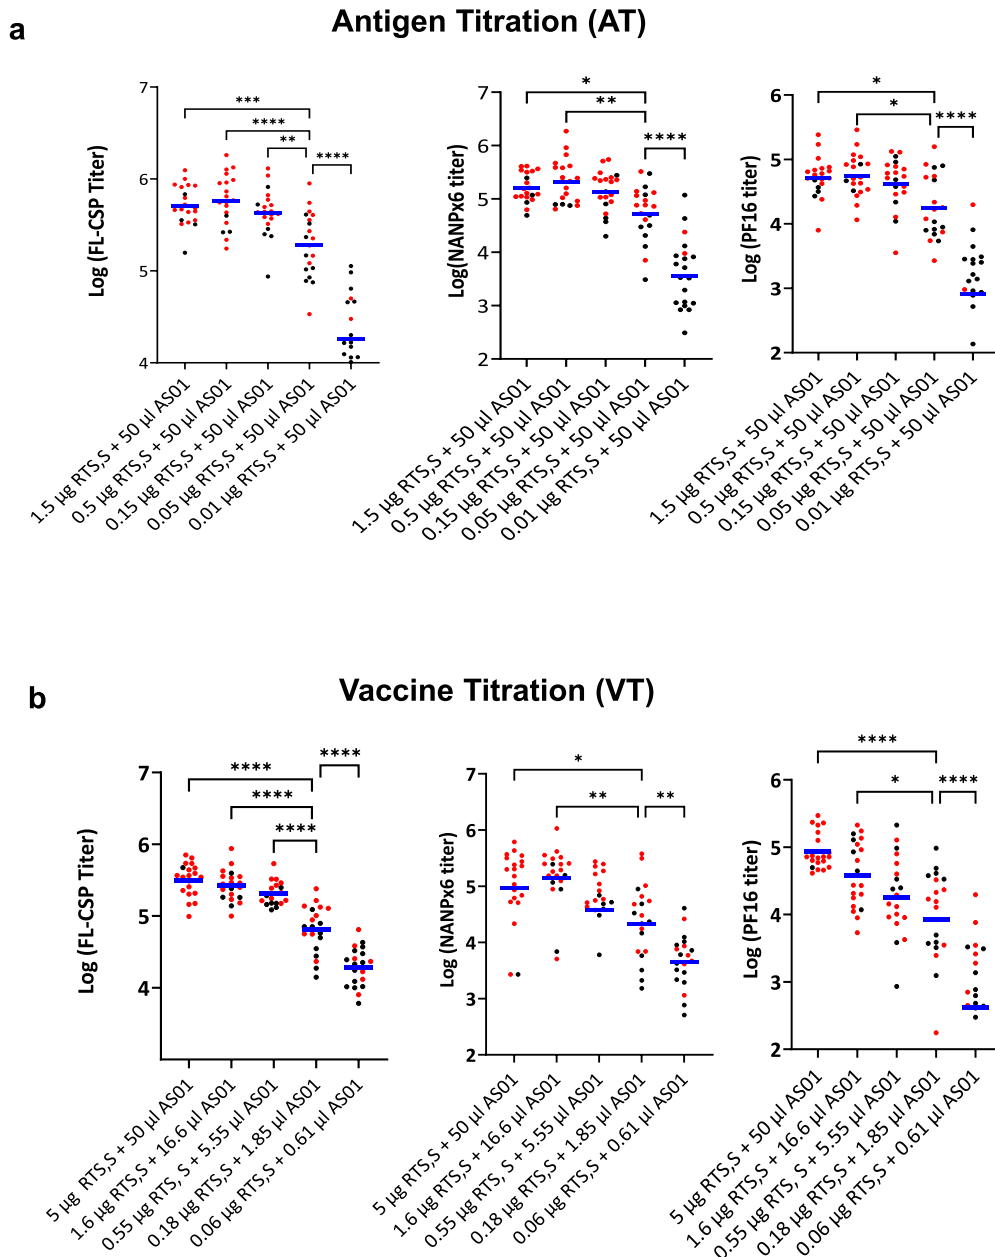 a
Antigen Titration (AT)
Log (FL-CSP Titer)
7
6
5
4
***
****
**
****
1.5 µg RTS,S + 50 µl AS01
0.5 µg RTS,S + 50 µl AS01
0.15 µg RTS,S + 50 µl AS01
0.05 µg RTS,S + 50 µl AS01
0.01 µg RTS,S + 50 µl AS01
Log(NANPx6 titer)
7
6
5
4
3
2
*
**
****
1.5 µg RTS,S + 50 µl AS01
0.5 µg RTS,S + 50 µl AS01
0.15 µg RTS,S + 50 µl AS01
0.05 µg RTS,S + 50 µl AS01
0.01 µg RTS,S + 50 µl AS01
Log (PF16 titer)
6
5
4
3
2
*
*
****
1.5 µg RTS,S + 50 µl AS01
0.5 µg RTS,S + 50 µl AS01
0.15 µg RTS,S + 50 µl AS01
0.05 µg RTS,S + 50 µl AS01
0.01 µg RTS,S + 50 µl AS01
b
Vaccine Titration (VT)
Log (FL-CSP Titer)
7
6
5
4
****
****
****
****
5 µg RTS,S + 50 µl AS01
1.6 µg RTS,S + 16.6 µl AS01
0.55 µg RTS, S + 5.55 µl AS01
0.18 µg RTS,S + 1.85 µl AS01
0.06 µg RTS,S + 0.61 µl AS01
Log (NANPx6 titer)
7
6
5
4
3
2
*
**
**
5 µg RTS,S + 50 µl AS01
1.6 µg RTS,S + 16.6 µl AS01
0.55 µg RTS, S + 5.55 µl AS01
0.18 µg RTS,S + 1.85 µl AS01
0.06 µg RTS,S + 0.61 µl AS01
Log (PF16 titer)
6
5
4
3
2
****
*
****
5 µg RTS,S + 50 µl AS01
1.6 µg RTS,S + 16.6 µl AS01
0.55 µg RTS, S + 5.55 µl AS01
0.18 µg RTS,S + 1.85 µl AS01
0.06 µg RTS,S + 0.61 µl AS01